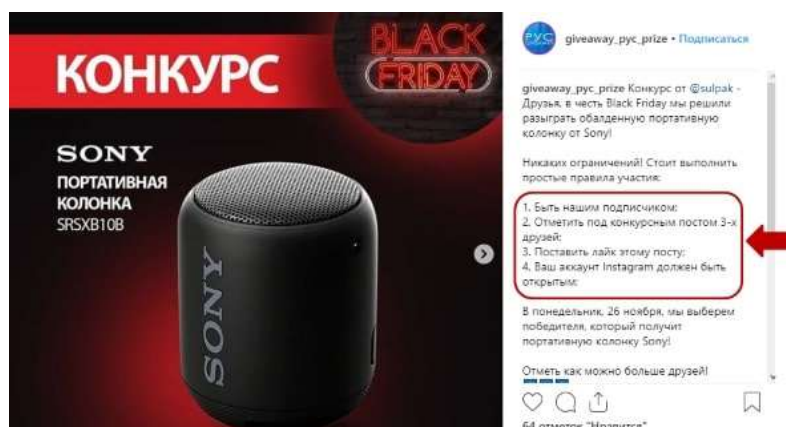 КОНКУРС
BLACK
FRIDAY
SONY
ПОРТАТИВНАЯ
КОЛОНКА
SRSXB10B
SONY
РУС
giveaway_pyc_prize • Подписаться
giveaway_pyc_prize Конкурс от @sulpak -
Друзья, в честь Black Friday мы решили
разыграть обалденную портативную
колонку от Sony!
Никаких ограничений! Стоит выполнить
простые правила участия:
1. Быть нашим подписчиком;
2. Отметить под конкурсным постом 3-х
друзей;
3. Поставить лайк этому посту;
4. Ваш аккаунт Instagram должен быть
открытым;
В понедельник, 26 ноября, мы выберем
победителя, который получит
портативную колонку Sony!
Отметь как можно больше друзей!
64 отметок "Нравится"